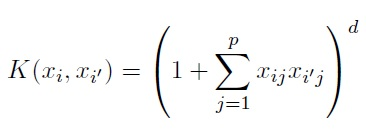 K(x_i, x_{i'}) = \left( 1 + \sum_{j=1}^{p} x_{ij} x_{i'j} \right)^d